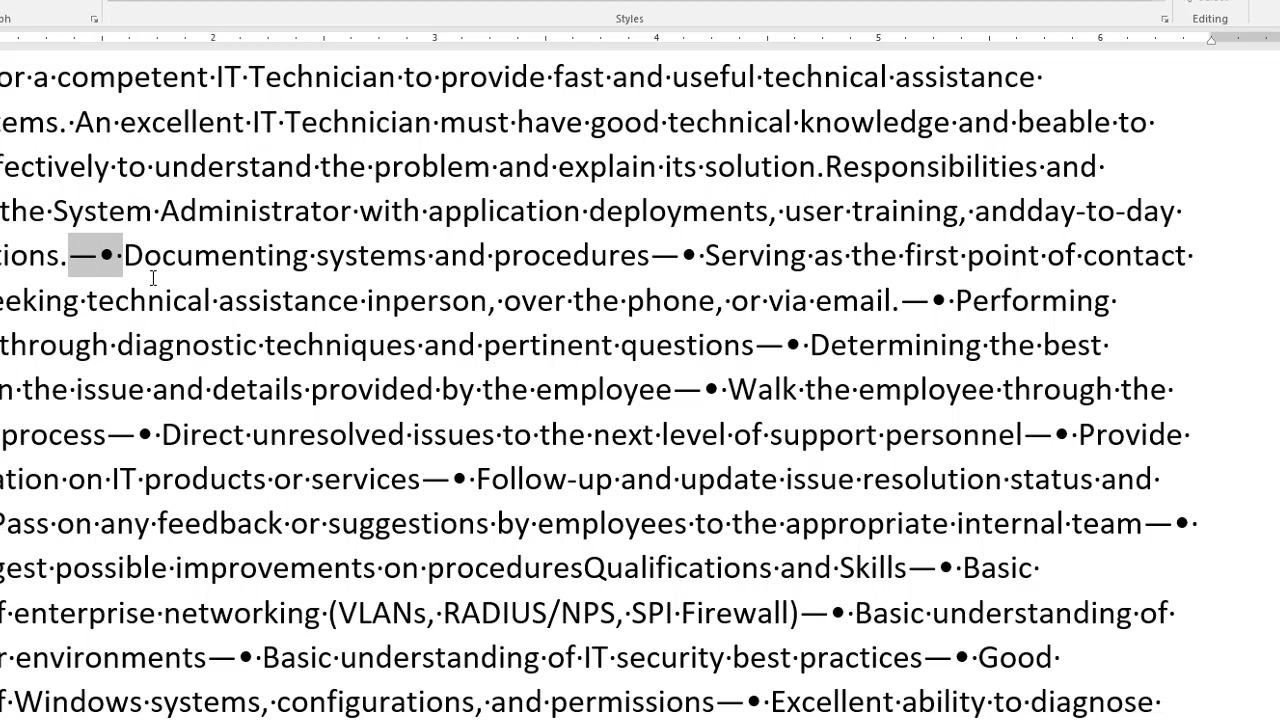 Styles
Editing
2 3 4 5 6
or·a·competent·IT·Technician·to·provide·fast·and·useful·technical·assistance·
ems.·An·excellent·IT·Technician·must·have·good·technical·knowledge·and·beable·to·
fectively·to·understand·the·problem·and·explain·its·solution.Responsibilities·and·
the·System·Administrator·with·application·deployments,·user·training,·andday-to-day·
tions.—•·Documenting·systems·and·procedures—•·Serving·as·the·first·point·of·contact·
eeking·technical·assistance·inperson,·over·the·phone,·or·via·email.—•·Performing·
through·diagnostic·techniques·and·pertinent·questions—•·Determining·the·best·
n·the·issue·and·details·provided·by·the·employee—•·Walk·the·employee·through·the·
process—•·Direct·unresolved·issues·to·the·next·level·of·support·personnel—•·Provide·
ation·on·IT·products·or·services—•·Follow-up·and·update·issue·resolution·status·and·
Pass·on·any·feedback·or·suggestions·by·employees·to·the·appropriate·internal·team—•·
gest·possible·improvements·on·proceduresQualifications·and·Skills—•·Basic·
f·enterprise·networking·(VLANs,·RADIUS/NPS,·SPI·Firewall)—•·Basic·understanding·of·
r·environments—•·Basic·understanding·of·IT·security·best·practices—•·Good·
f·Windows·systems,·configurations,·and·permissions—•·Excellent·ability·to·diagnose·